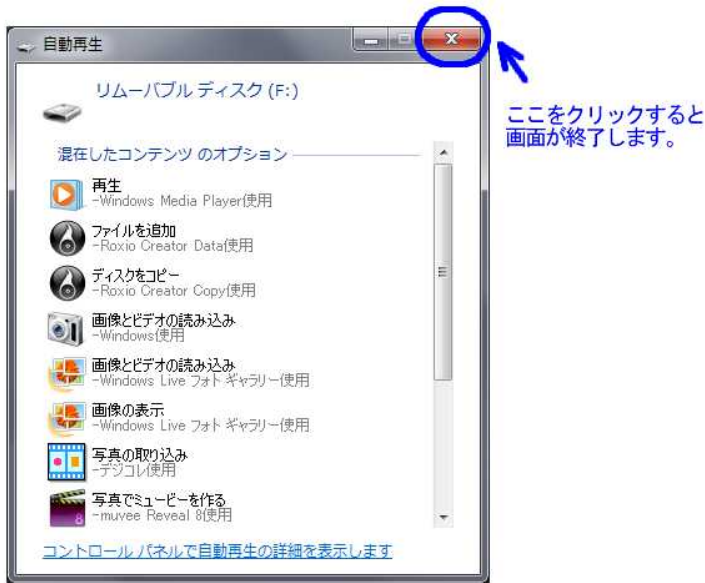 自動再生
リムーバブル ディスク (F:)
ここをクリックすると
画面が終了します。
混在したコンテンツ のオプション
再生
-Windows Media Player使用
ファイルを追加
-Roxio Creator Data使用
ディスクをコピー
-Roxio Creator Copy使用
画像とビデオの読み込み
-Windows使用
画像とビデオの読み込み
-Windows Live フォト ギャラリー使用
画像の表示
-Windows Live フォト ギャラリー使用
写真の取り込み
-デジコレ使用
写真でミュービーを作る
-muvee Reveal 8使用
コントロール パネルで自動再生の詳細を表示します